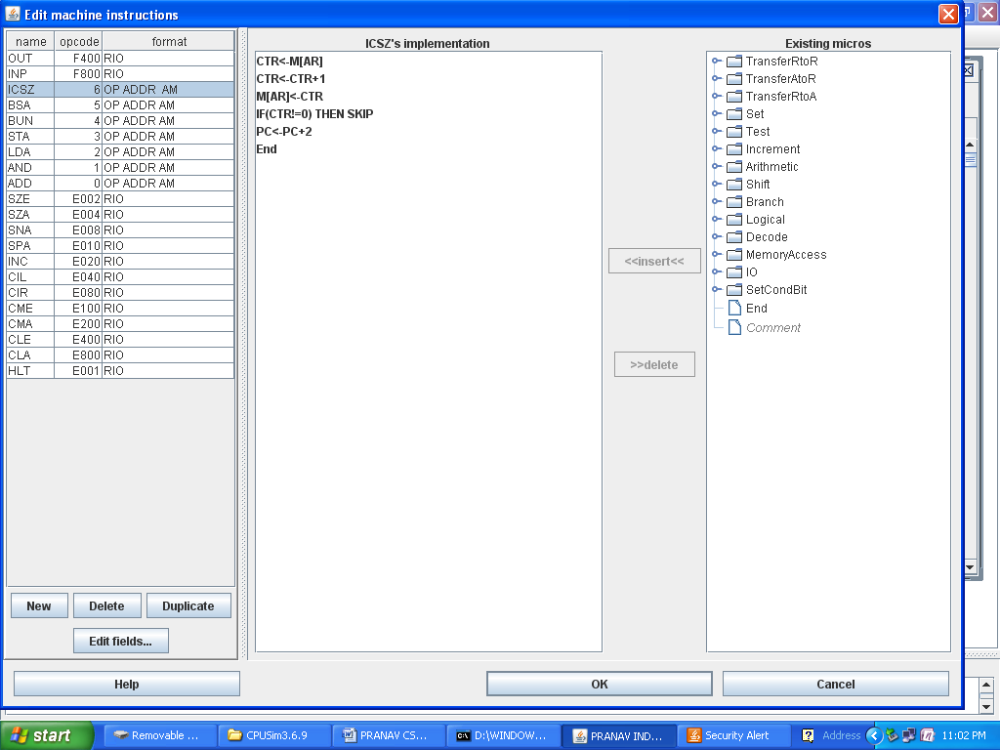 Edit machine instructions
name opcode format
OUT F400 RIO
INP F800 RIO
ICSZ 6 OP ADDR AM
BSA 5 OP ADDR AM
BUN 4 OP ADDR AM
STA 3 OP ADDR AM
LDA 2 OP ADDR AM
AND 1 OP ADDR AM
ADD 0 OP ADDR AM
SZE E002 RIO
SZA E004 RIO
SNA E008 RIO
SPA E010 RIO
INC E020 RIO
CIL E040 RIO
CIR E080 RIO
CME E100 RIO
CMA E200 RIO
CLE E400 RIO
CLA E800 RIO
HLT E001 RIO
New Delete Duplicate
Edit fields...
ICSZ's implementation
CTR<-M[AR]
CTR<-CTR+1
M[AR]<-CTR
IF(CTR!=0) THEN SKIP
PC<-PC+2
End
<<insert<<
>>delete
Existing micros
TransferRtoR
TransferAtoR
TransferRtoA
Set
Test
Increment
Arithmetic
Shift
Branch
Logical
Decode
MemoryAccess
IO
SetCondBit
End
Comment
Help OK Cancel
start Removable ... CPUSim3.6.9 PRANAV CS... D:\WINDOW... PRANAV IND... Security Alert Address 11:02 PM